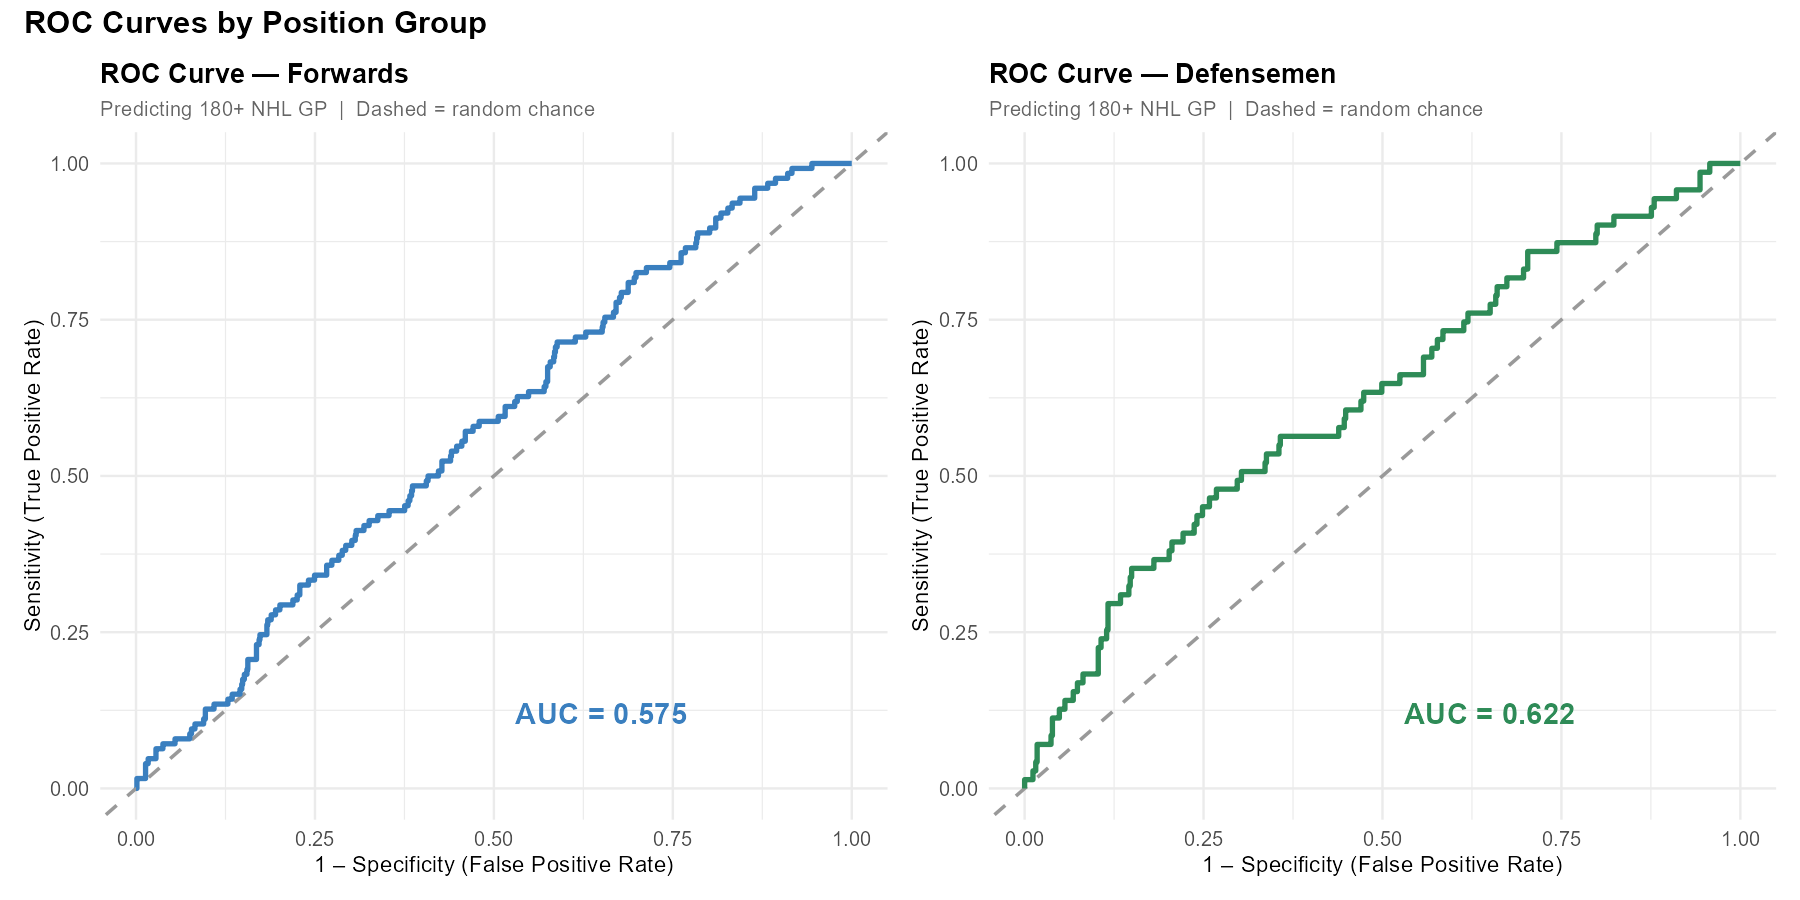 ROC Curves by Position Group
ROC Curve — Forwards
Predicting 180+ NHL GP | Dashed = random chance
Sensitivity (True Positive Rate)
1.00
0.75
0.50
0.25
0.00
AUC = 0.575
0.00 0.25 0.50 0.75 1.00
1 – Specificity (False Positive Rate)
ROC Curve — Defensemen
Predicting 180+ NHL GP | Dashed = random chance
Sensitivity (True Positive Rate)
1.00
0.75
0.50
0.25
0.00
AUC = 0.622
0.00 0.25 0.50 0.75 1.00
1 – Specificity (False Positive Rate)